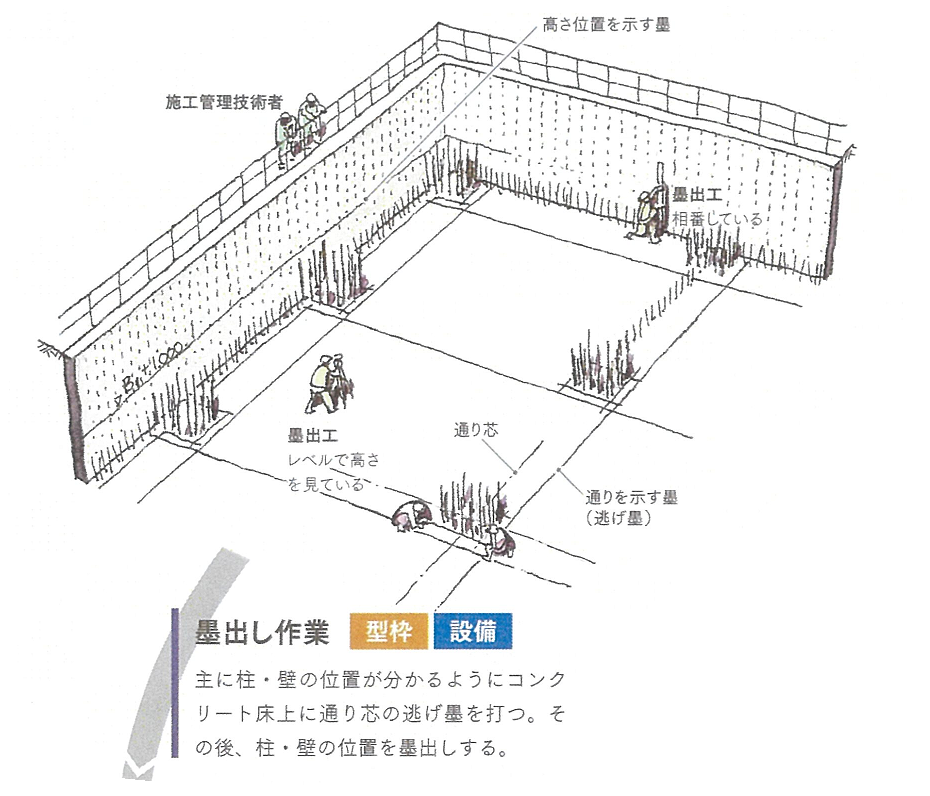 高さ位置を示す墨
施工管理技術者
墨出工
相番している
墨出工
レベルで高さ
を見ている
通り芯
通りを示す墨
（逃げ墨）
墨出し作業
型枠
設備
主に柱・壁の位置が分かるようにコンク
リート床上に通り芯の逃げ墨を打つ。そ
の後、柱・壁の位置を墨出しする。